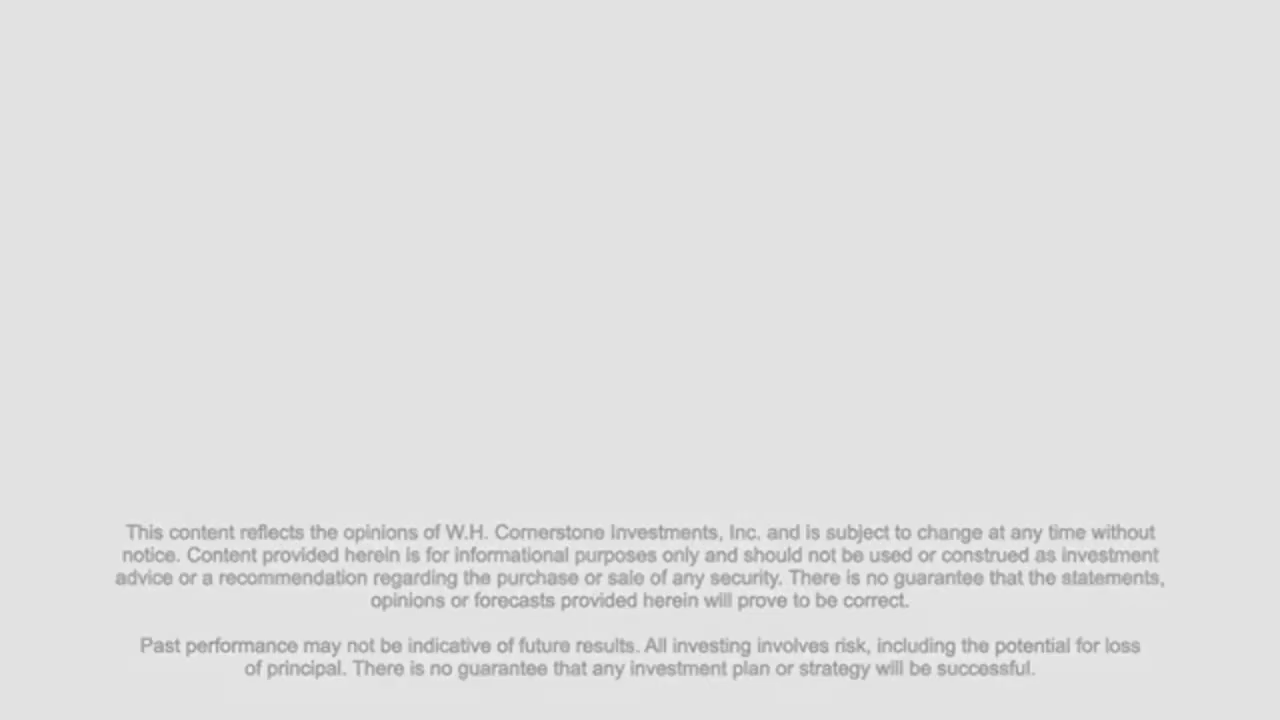 This content reflects the opinions of W.H. Cornerstone Investments, Inc. and is subject to change at any time without
notice. Content provided herein is for informational purposes only and should not be used or construed as investment
advice or a recommendation regarding the purchase or sale of any security. There is no guarantee that the statements,
opinions or forecasts provided herein will prove to be correct.
Past performance may not be indicative of future results. All investing involves risk, including the potential for loss
of principal. There is no guarantee that any investment plan or strategy will be successful.